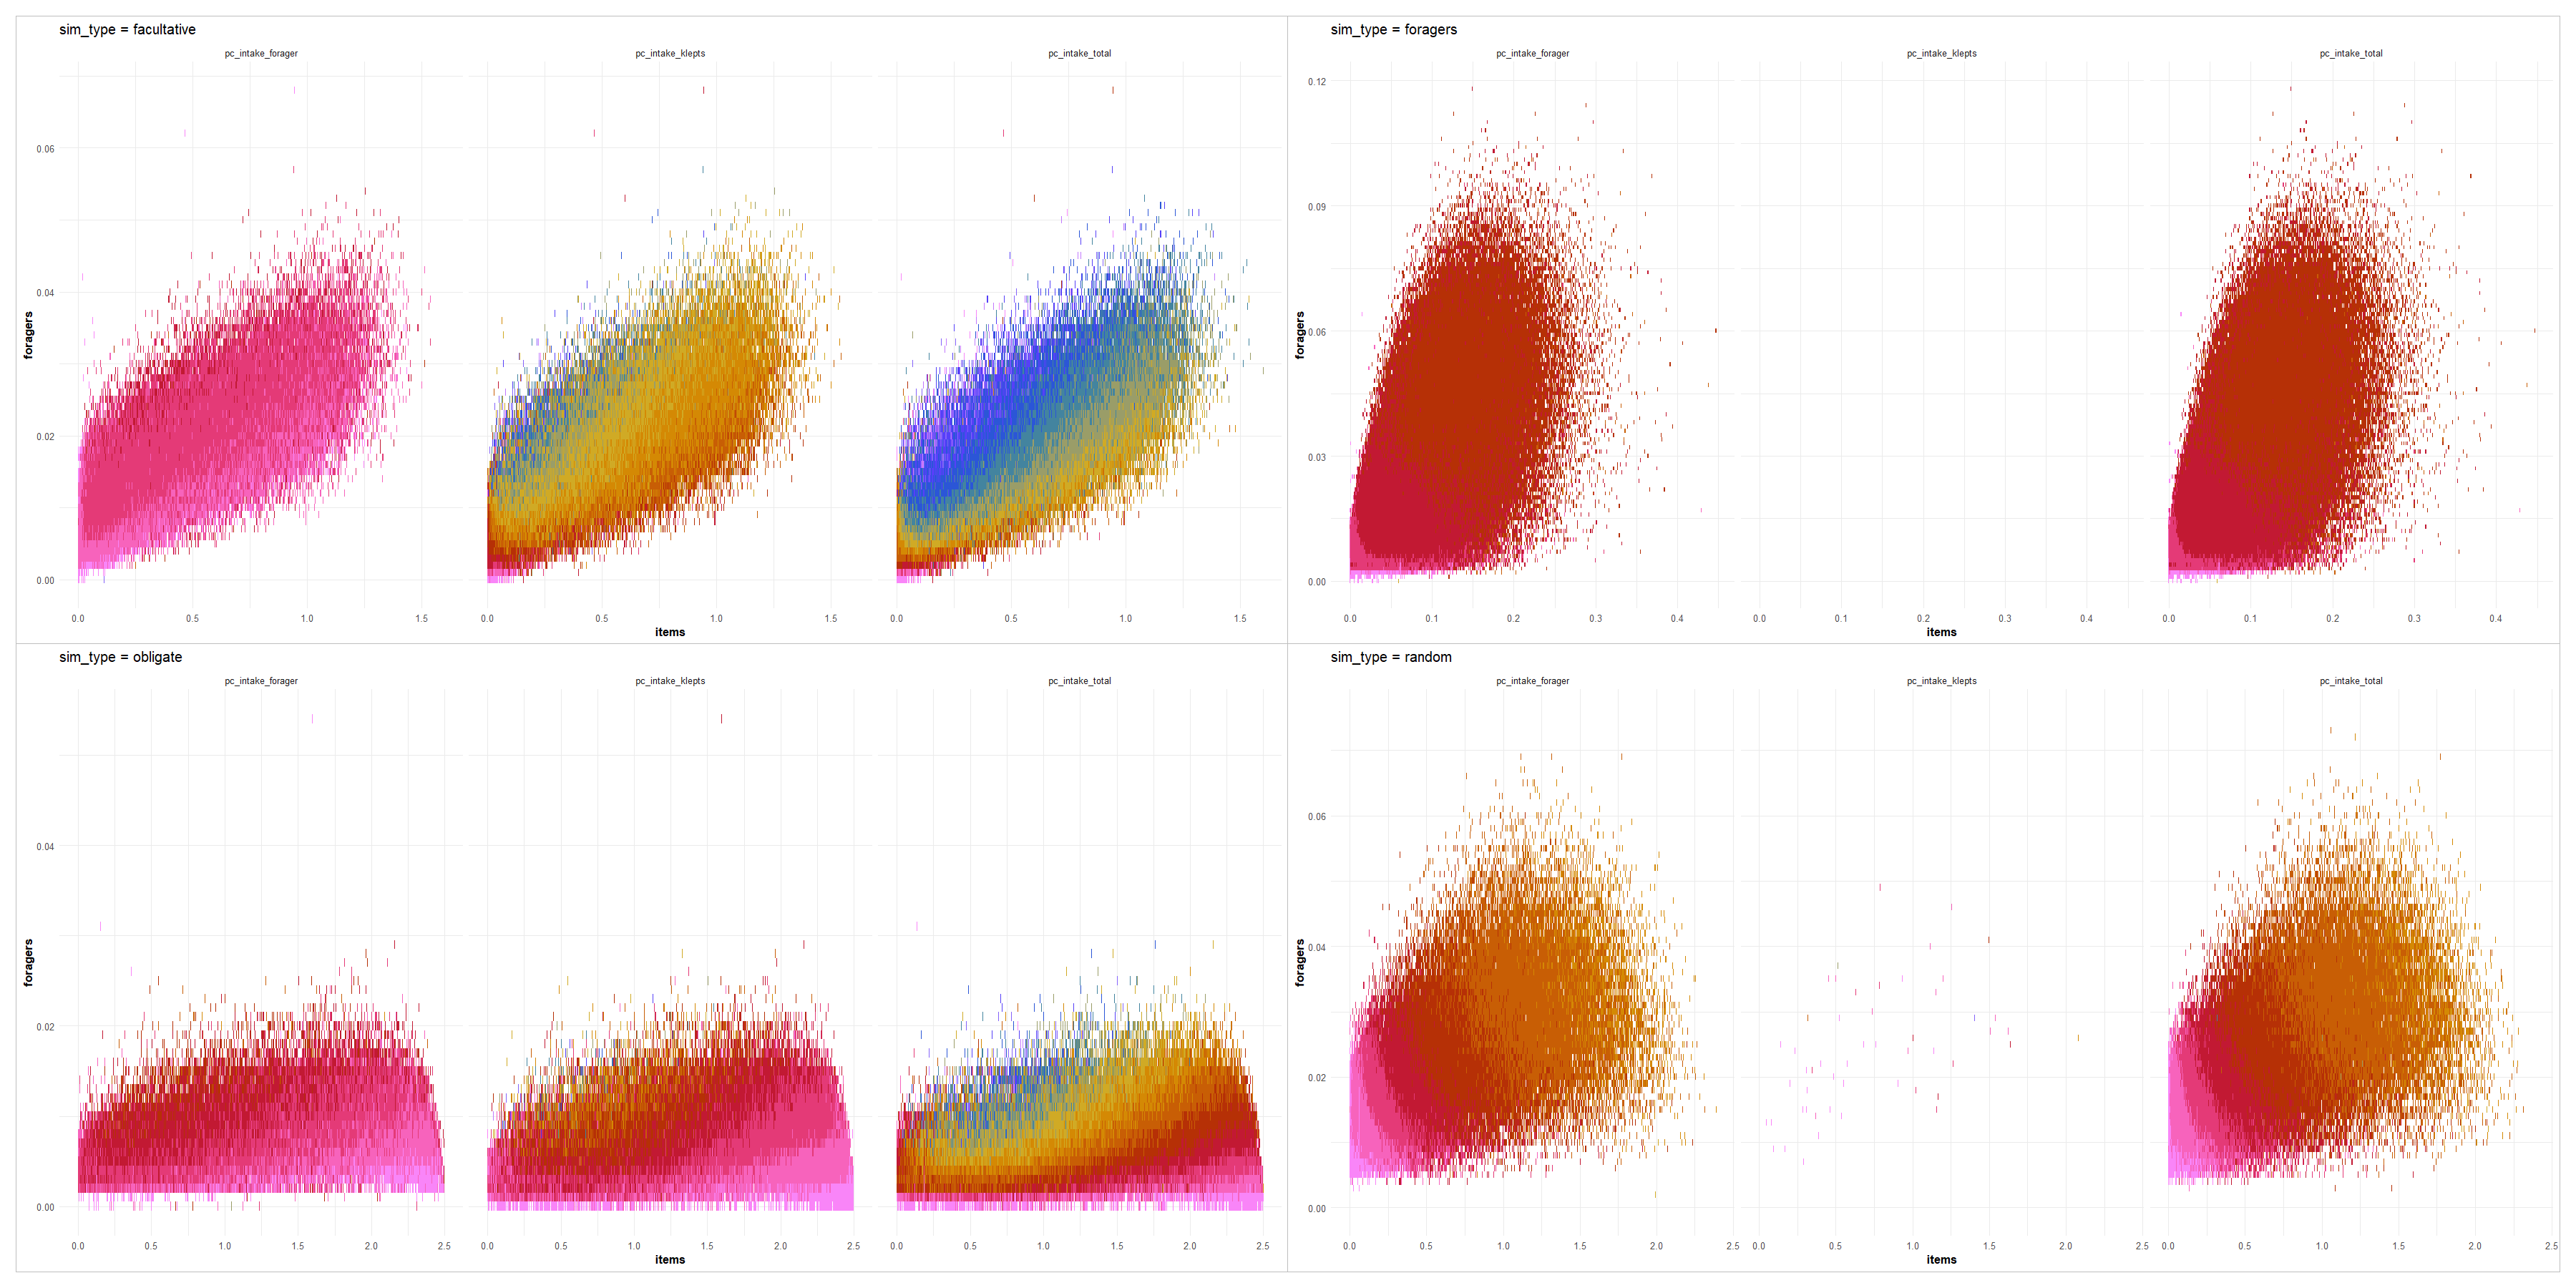 sim_type = facultative
pc_intake_forager pc_intake_klepts pc_intake_total
0.06
0.04
0.02
0.00
foragers
0.0 0.5 1.0 1.5 0.0 0.5 1.0 1.5 0.0 0.5 1.0 1.5
items
sim_type = foragers
pc_intake_forager pc_intake_klepts pc_intake_total
0.12
0.09
0.06
0.03
0.00
foragers
0.0 0.1 0.2 0.3 0.4 0.0 0.1 0.2 0.3 0.4 0.0 0.1 0.2 0.3 0.4
items
sim_type = obligate
pc_intake_forager pc_intake_klepts pc_intake_total
0.04
0.02
0.00
foragers
0.0 0.5 1.0 1.5 2.0 2.5 0.0 0.5 1.0 1.5 2.0 2.5 0.0 0.5 1.0 1.5 2.0 2.5
items
sim_type = random
pc_intake_forager pc_intake_klepts pc_intake_total
0.06
0.04
0.02
0.00
foragers
0.0 0.5 1.0 1.5 2.0 2.5 0.0 0.5 1.0 1.5 2.0 2.5 0.0 0.5 1.0 1.5 2.0 2.5
items